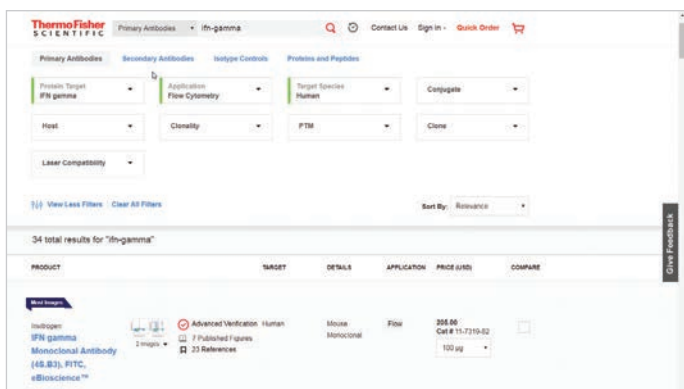 ThermoFisher
SCIENTIFIC
Primary Antibodies ifn-gamma Contact Us Sign In Quick Order
Primary Antibodies Secondary Antibodies Isotype Controls Proteins and Peptides
Protein Target Application Target Species Conjugate
IFN gamma Flow Cytometry Human
Host Clonality PTM Clone
Laser Compatibility
View Less Filters Clear All Filters Sort By: Relevance
Give Feedback
34 total results for "ifn-gamma"
PRODUCT TARGET DETAILS APPLICATION PRICE (USD) COMPARE
Most Images
Invitrogen
IFN gamma
Monoclonal Antibody
(4S.B3), FITC,
eBioscience™
2 Images
Advanced Verification
7 Published Figures
23 References
Human
Mouse
Monoclonal
Flow
205.00
Cat # 11-7319-82
100 µg